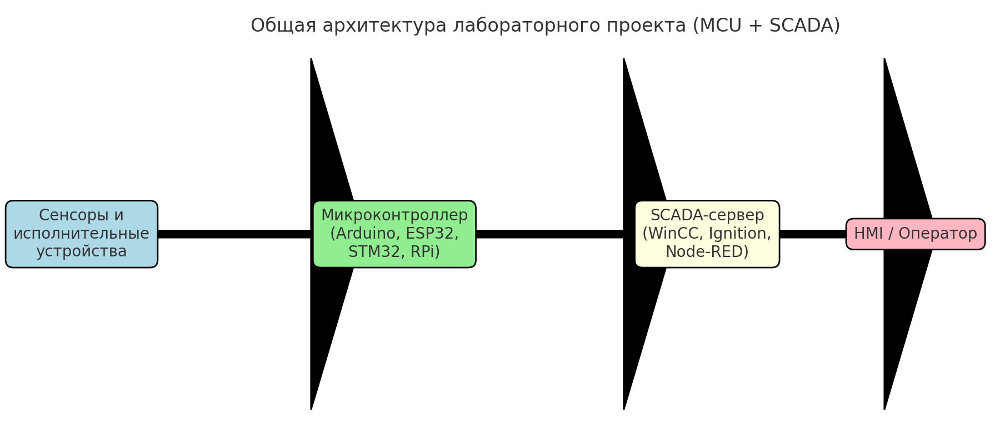 Общая архитектура лабораторного проекта (MCU + SCADA)
Сенсоры и
исполнительные
устройства
Микроконтроллер
(Arduino, ESP32,
STM32, RPi)
SCADA-сервер
(WinCC, Ignition,
Node-RED)
HMI / Оператор